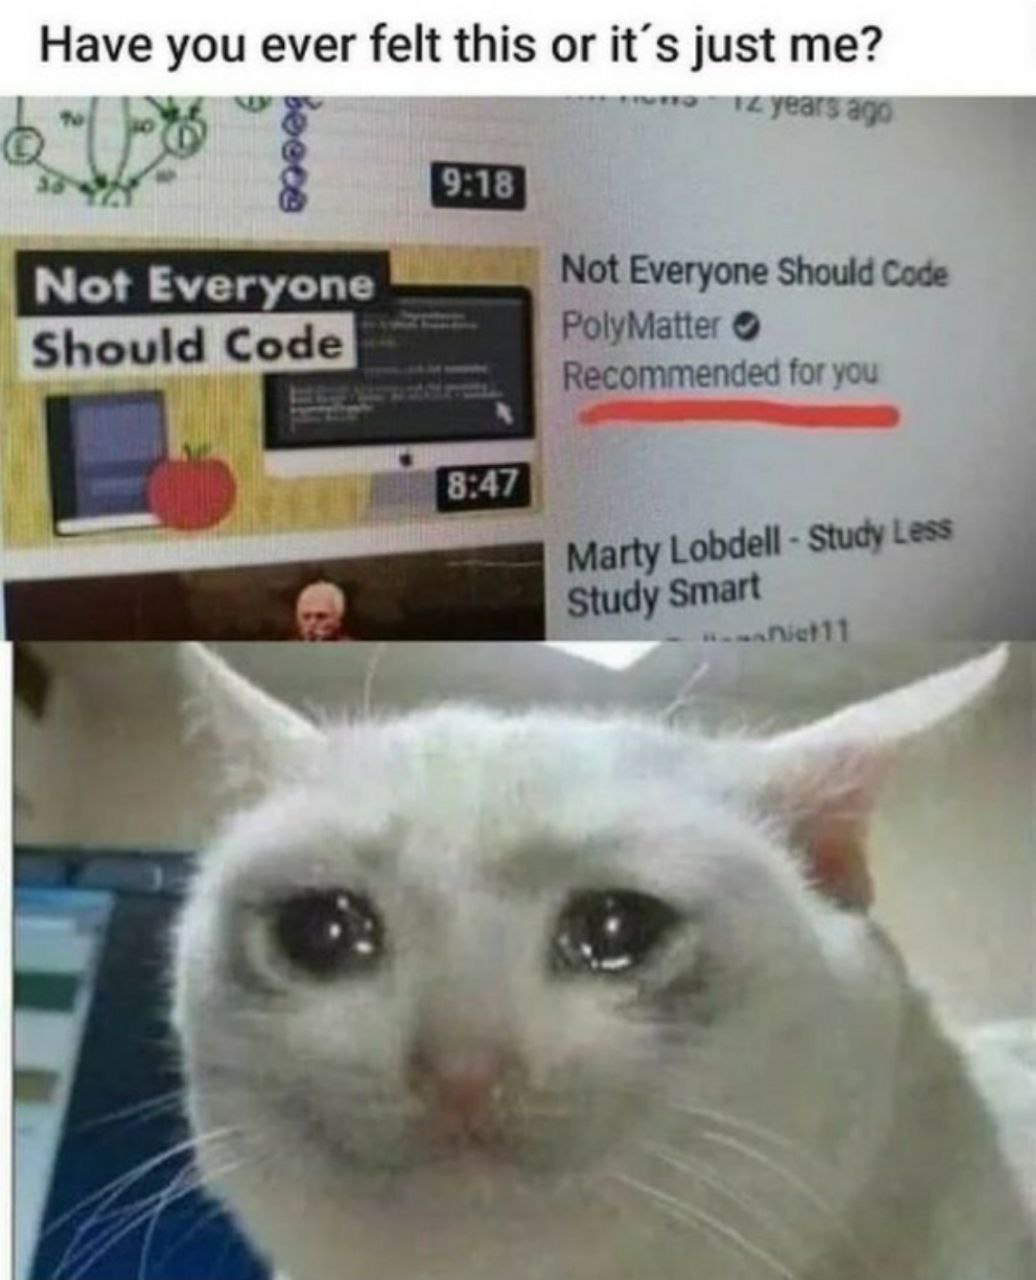 Have you ever felt this or it´s just me?
12 years ago
9:18
Not Everyone
Should Code
8:47
Not Everyone Should Code
PolyMatter
Recommended for you
Marty Lobdell - Study Less
Study Smart